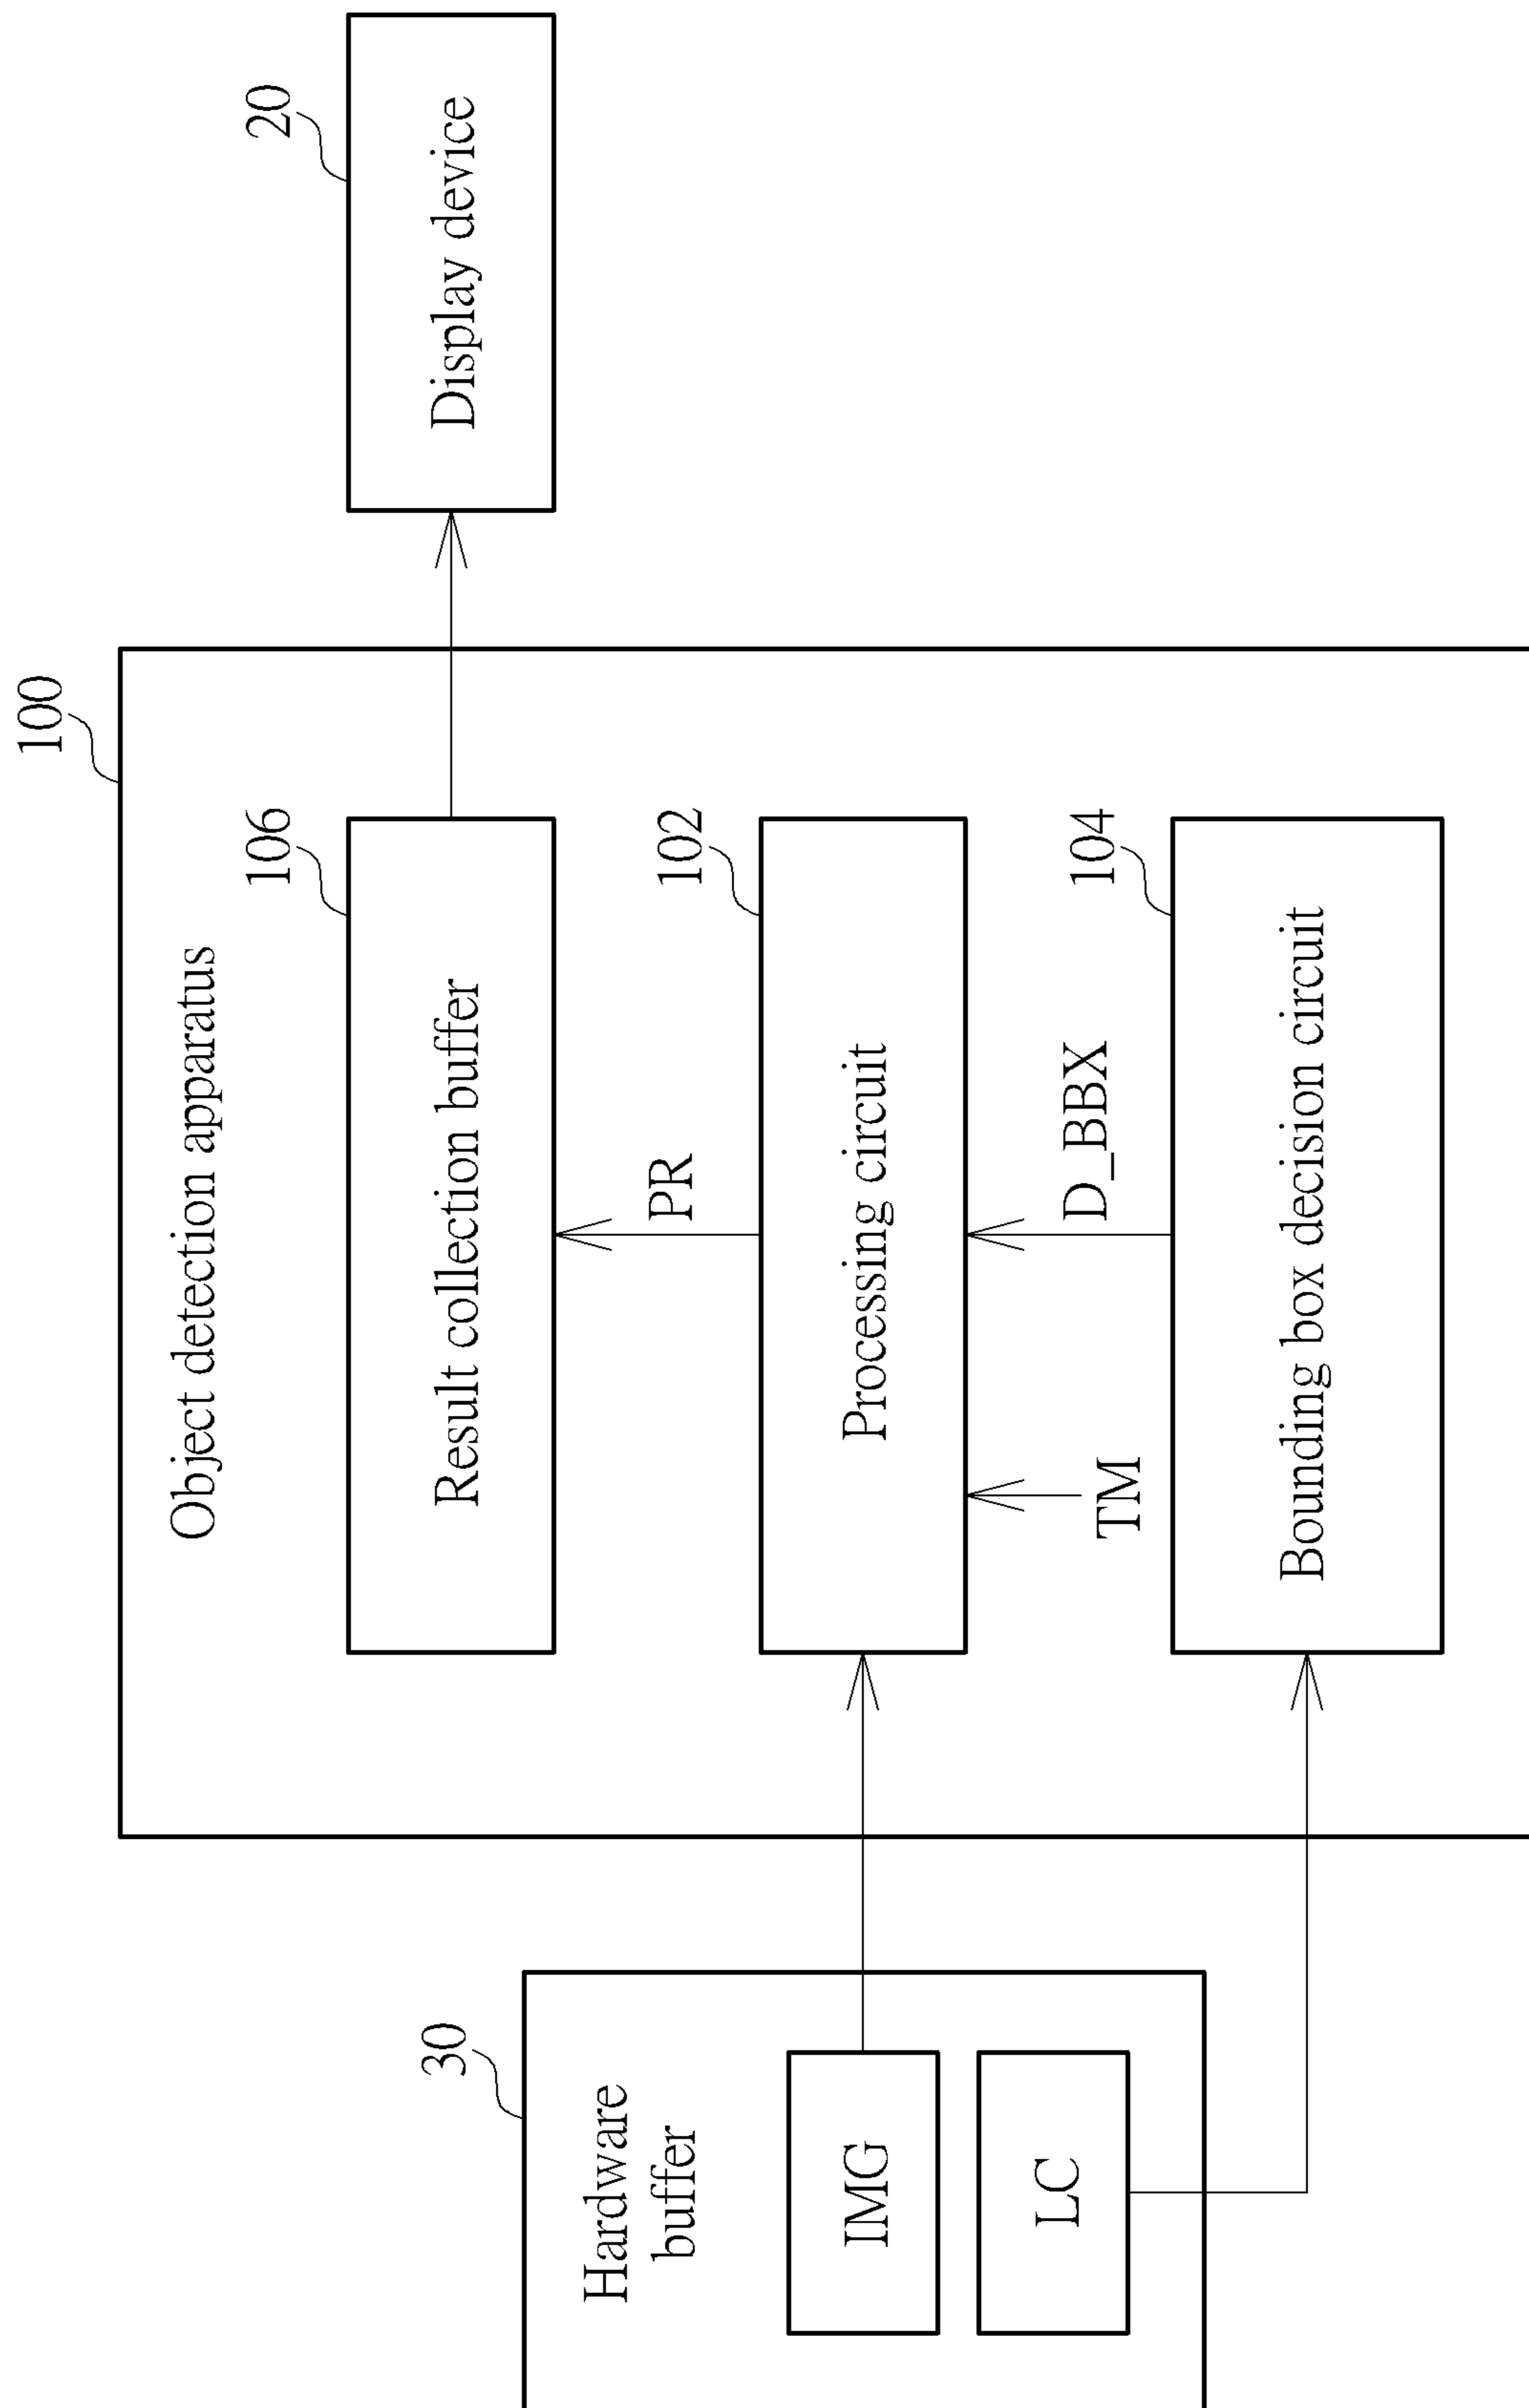 100
Object detection apparatus
30
Hardware
buffer
IMG
LC
106
Result collection buffer
PR
102
Processing circuit
TM
D_BBX
104
Bounding box decision circuit
20
Display device